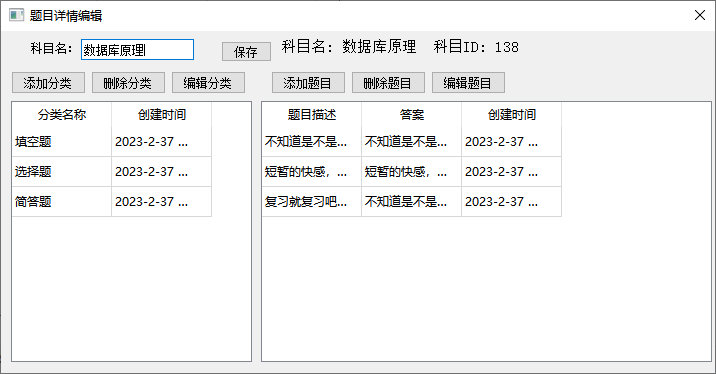 题目详情编辑
科目名： 数据库原理 保存 科目名：数据库原理 科目ID：138
添加分类 删除分类 编辑分类 添加题目 删除题目 编辑题目
分类名称 创建时间 题目描述 答案 创建时间
填空题 2023-2-37 ... 不知道是不是... 不知道是不是... 2023-2-37 ...
选择题 2023-2-37 ... 短暂的快感，... 短暂的快感，... 2023-2-37 ...
简答题 2023-2-37 ... 复习就复习吧... 不知道是不是... 2023-2-37 ...